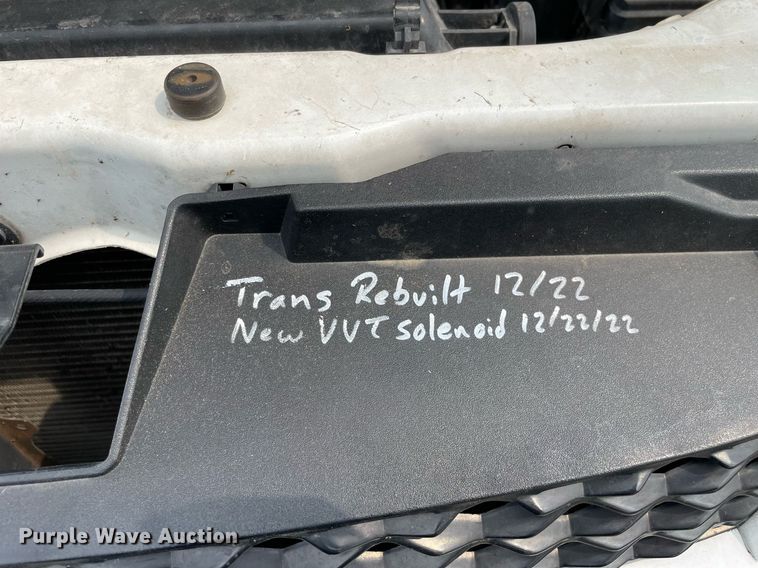 Trans Rebuilt 12/22
New VVT solenoid 12/22/22
Purple Wave Auction